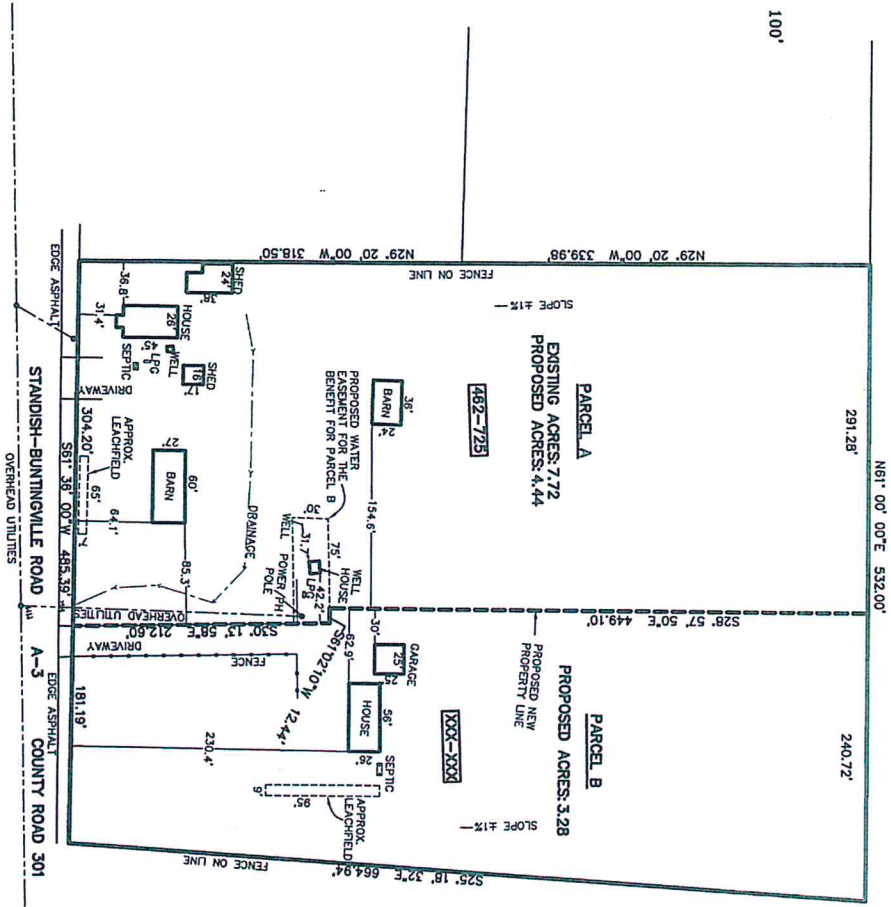 100'
N61° 00' 00"E 532.00'
291.28'
240.72'
N29° 20' 00"W 339.98'
N29° 20' 00"W 318.50'
FENCE ON LINE
SLOPE ±1%
PARCEL A
EXISTING ACRES: 7.72
PROPOSED ACRES: 4.44
462-725
PARCEL B
PROPOSED ACRES: 3.28
XXX-XXX
S28° 57' 50"E 449.10'
PROPOSED NEW
PROPERTY LINE
SLOPE ±1%
S25° 18' 32"E 664.94'
FENCE ON LINE
36'
BARN
24'
154.6'
PROPOSED WATER
EASEMENT FOR THE
BENEFIT FOR PARCEL B
30'
75'
WELL
31.7'
WELL
HOUSE
LPG
42.2'
POWER/PH
POLE
S61°02'10"W 12.44'
30'
GARAGE
25'
25'
62.9'
56'
HOUSE
26'
SEPTIC
APPROX.
LEACHFIELD
95'
9'
230.4'
SHED
24'
38'
36.8'
31.4'
HOUSE
26'
45'
WELL
LPG
SEPTIC
SHED
16'
17'
DRIVEWAY
27'
BARN
60'
64.1'
85.3'
DRAINAGE
APPROX.
LEACHFIELD
65'
304.20'
OVERHEAD UTILITIES
S30° 13' 58"E 212.60'
DRIVEWAY
FENCE
S61° 36' 00"W 485.39'
181.19'
EDGE ASPHALT
EDGE ASPHALT
STANDISH-BUNTINGVILLE ROAD A-3 COUNTY ROAD 301
OVERHEAD UTILITIES